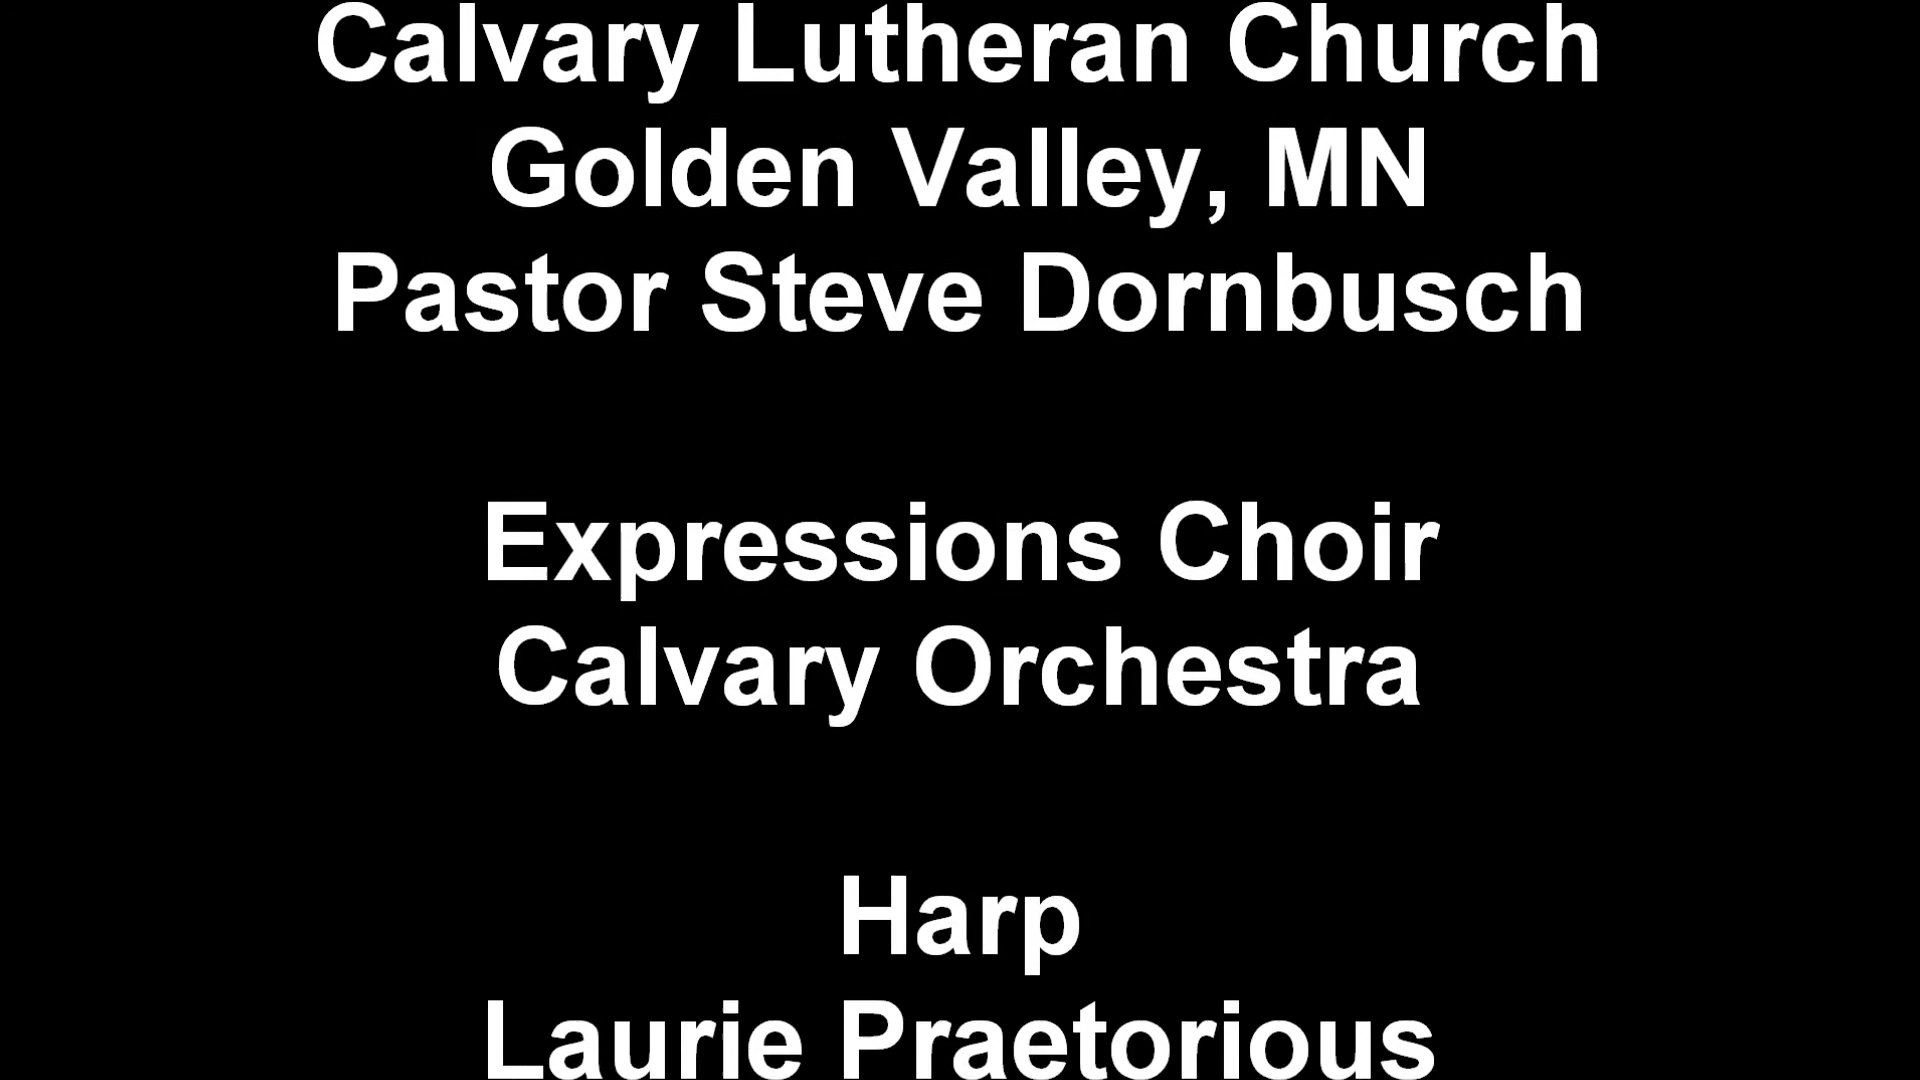 Calvary Lutheran Church
Golden Valley, MN
Pastor Steve Dornbusch
Expressions Choir
Calvary Orchestra
Harp
Laurie Praetorious